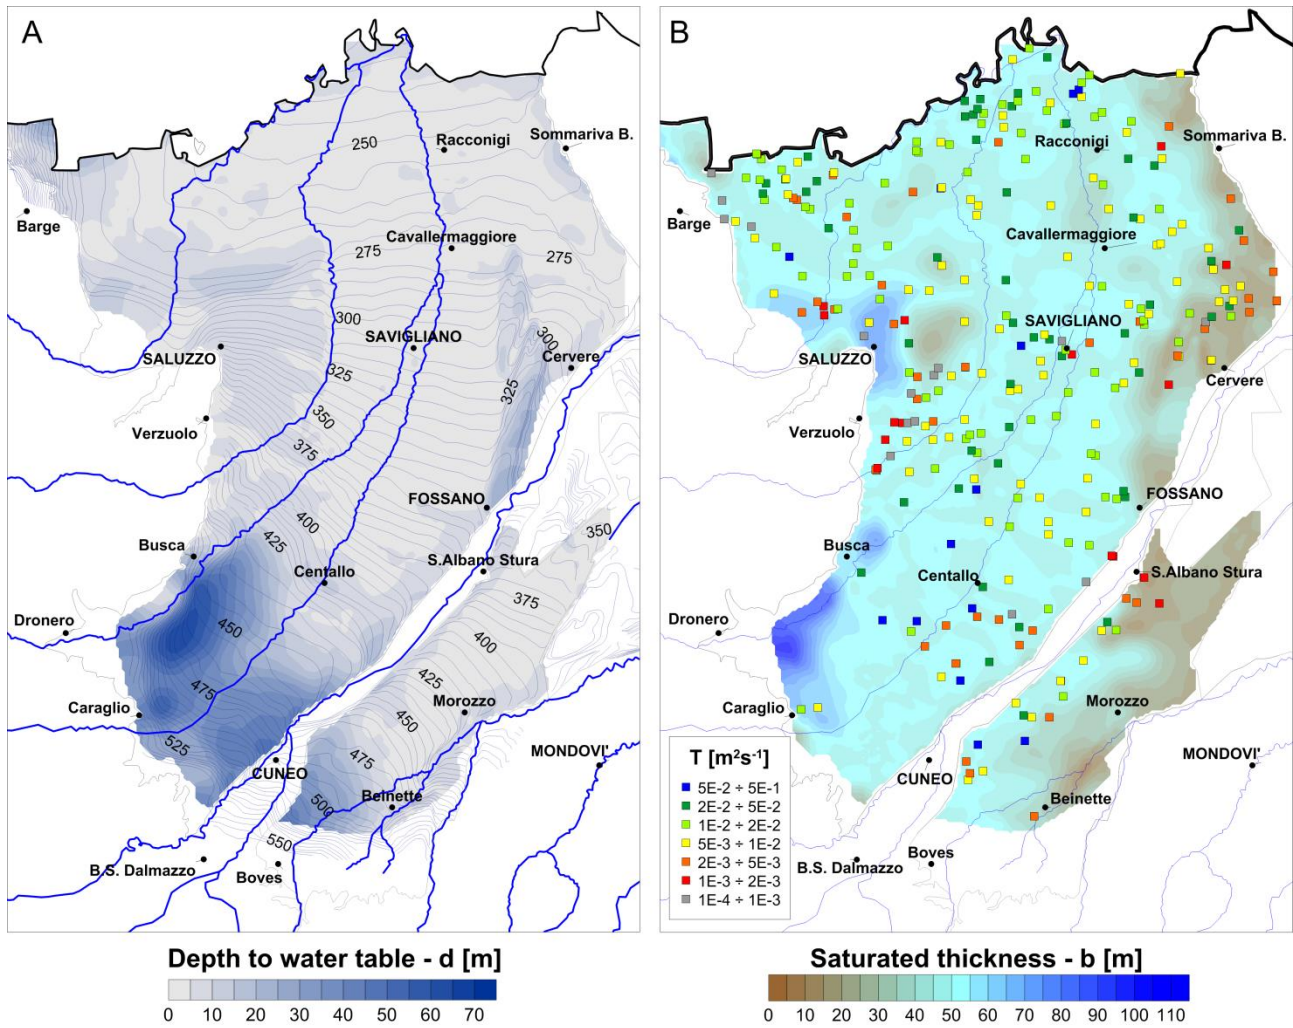 A
250
Racconigi
Sommariva B.
Barge
Cavallermaggiore
275
275
300
SAVIGLIANO
300
SALUZZO
Cervere
325
325
350
Verzuolo
375
FOSSANO
400
350
425
Busca
S.Albano Stura
Centallo
375
Dronero
450
400
425
475
Morozzo
Caraglio
450
525
475
MONDOVI'
CUNEO
500
Beinette
550
B.S. Dalmazzo
Boves
Depth to water table - d [m]
0 10 20 30 40 50 60 70
B
Racconigi
Sommariva B.
Barge
Cavallermaggiore
SAVIGLIANO
SALUZZO
Cervere
Verzuolo
FOSSANO
Busca
S.Albano Stura
Centallo
Dronero
Morozzo
Caraglio
MONDOVI'
CUNEO
Beinette
B.S. Dalmazzo
Boves
T [m²s⁻¹]
5E-2 ÷ 5E-1
2E-2 ÷ 5E-2
1E-2 ÷ 2E-2
5E-3 ÷ 1E-2
2E-3 ÷ 5E-3
1E-3 ÷ 2E-3
1E-4 ÷ 1E-3
Saturated thickness - b [m]
0 10 20 30 40 50 60 70 80 90 100 110